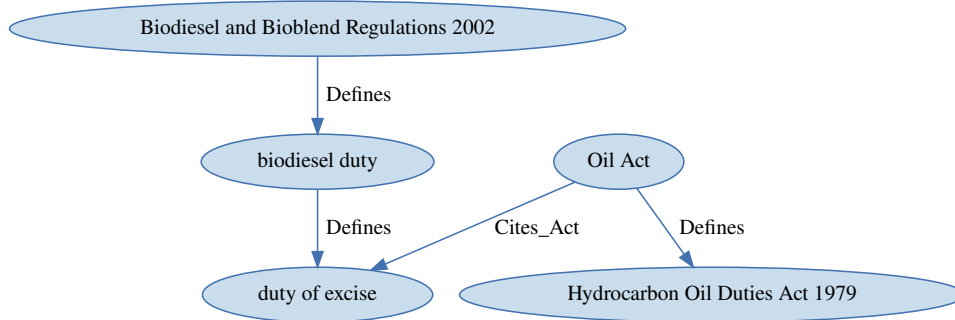 Biodiesel and Bioblend Regulations 2002
Defines
biodiesel duty
Oil Act
Defines
Cites_Act
Defines
duty of excise
Hydrocarbon Oil Duties Act 1979